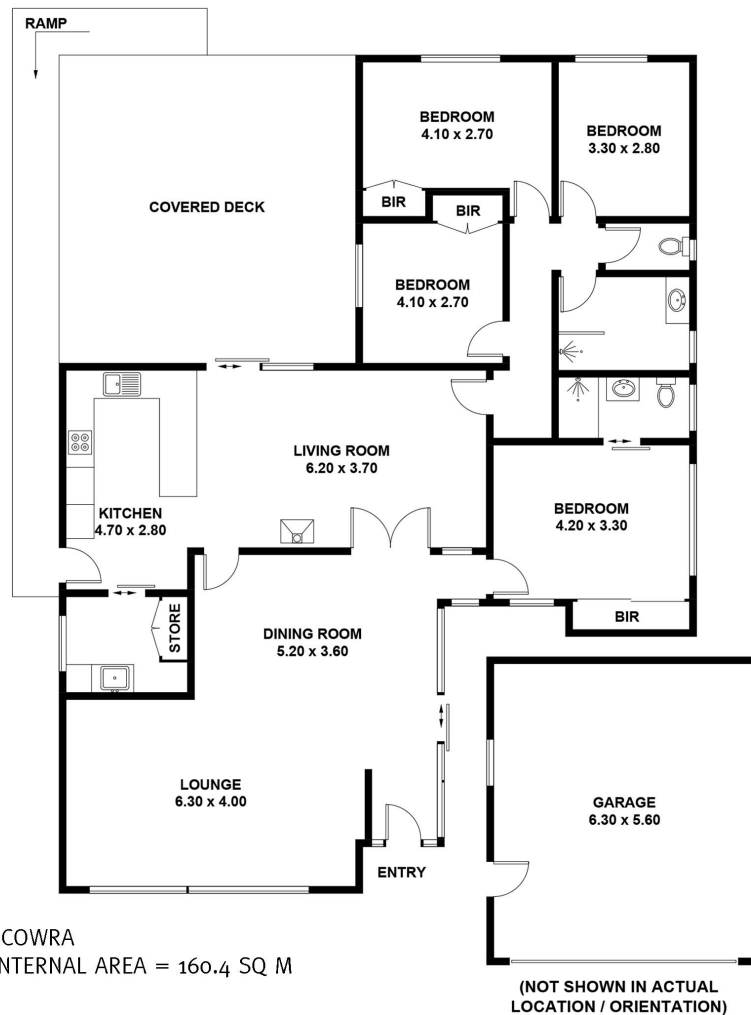 RAMP
BEDROOM
4.10 x 2.70
BEDROOM
3.30 x 2.80
BIR
BIR
COVERED DECK
BEDROOM
4.10 x 2.70
LIVING ROOM
6.20 x 3.70
KITCHEN
4.70 x 2.80
BEDROOM
4.20 x 3.30
BIR
STORE
DINING ROOM
5.20 x 3.60
LOUNGE
6.30 x 4.00
GARAGE
6.30 x 5.60
ENTRY
COWRA
NTERNAL AREA = 160.4 SQ M
(NOT SHOWN IN ACTUAL
LOCATION / ORIENTATION)